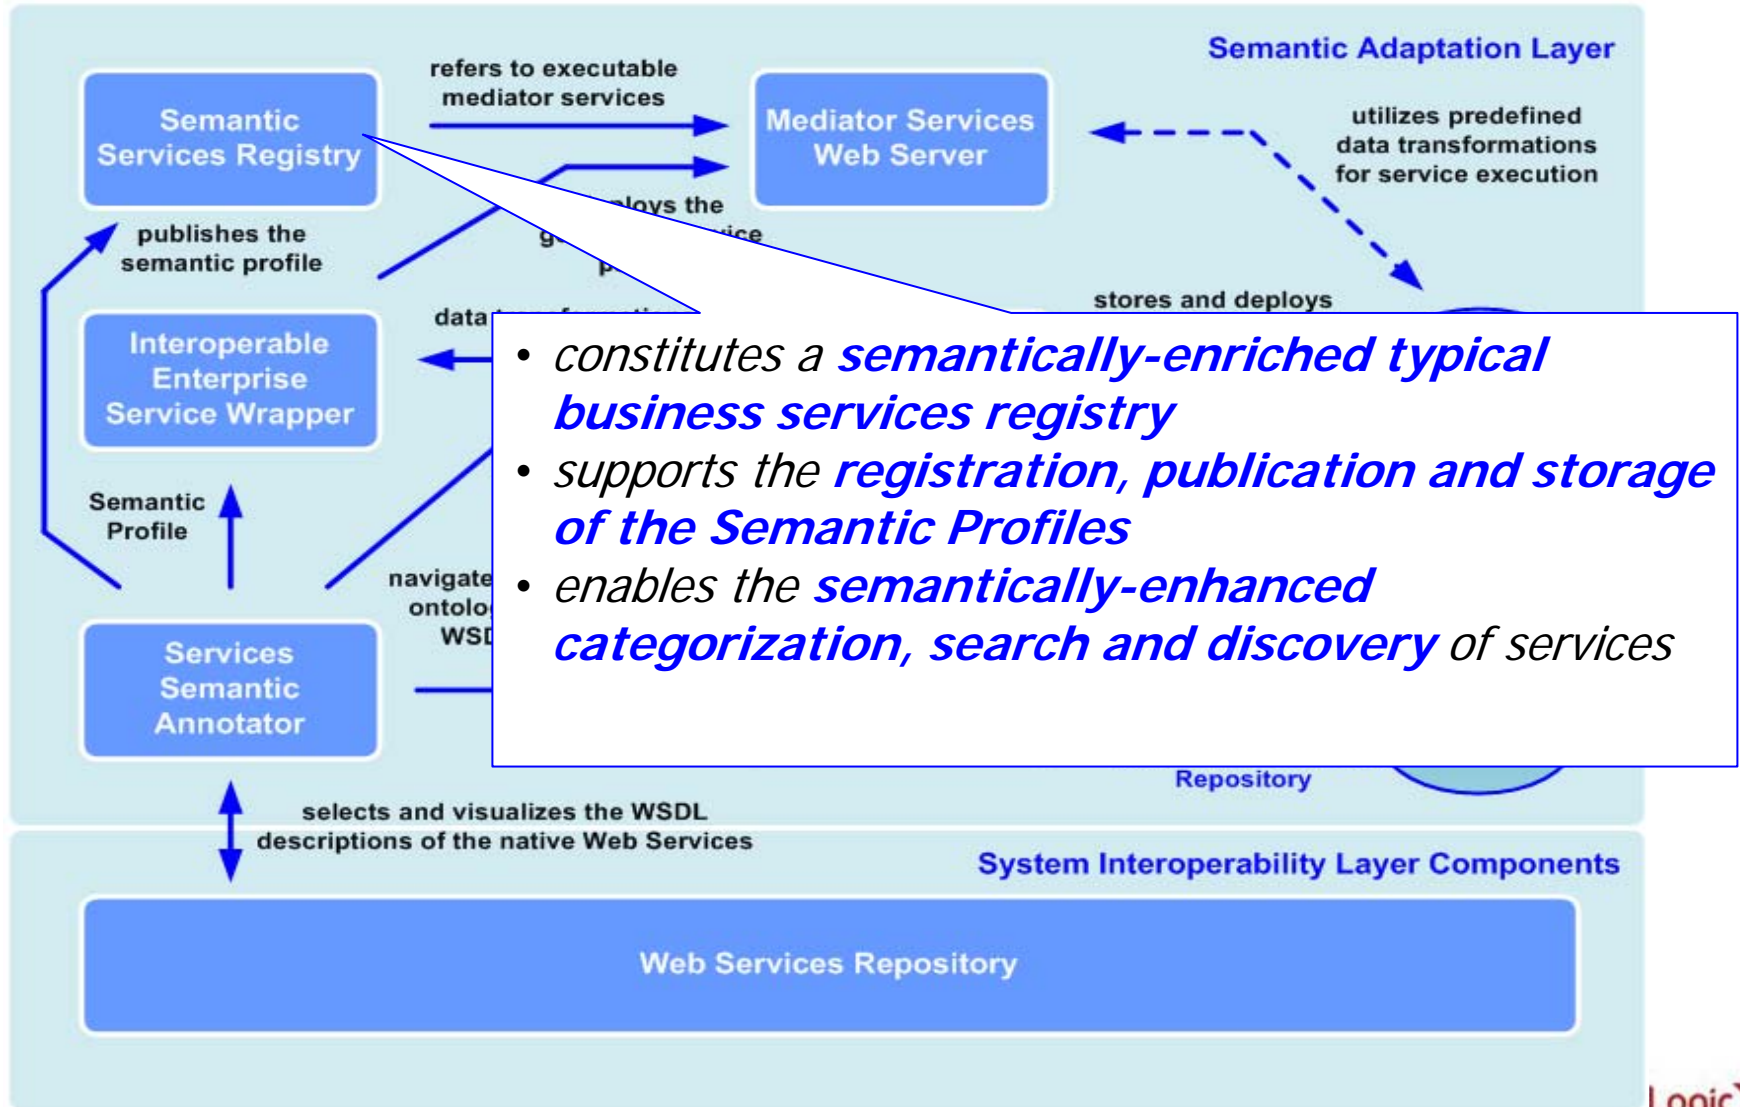 Semantic Adaptation Layer
refers to executable
mediator services
Semantic
Services Registry
Mediator Services
Web Server
utilizes predefined
data transformations
for service execution
the
publishes the
semantic profile
stores and deploys
data
Interoperable
Enterprise
Service Wrapper
• constitutes a semantically-enriched typical
business services registry
• supports the registration, publication and storage
of the Semantic Profiles
• enables the semantically-enhanced
categorization, search and discovery of services
Semantic
Profile
Services
Semantic
Annotator
Repository
selects and visualizes the WSDL
descriptions of the native Web Services
System Interoperability Layer Components
Web Services Repository